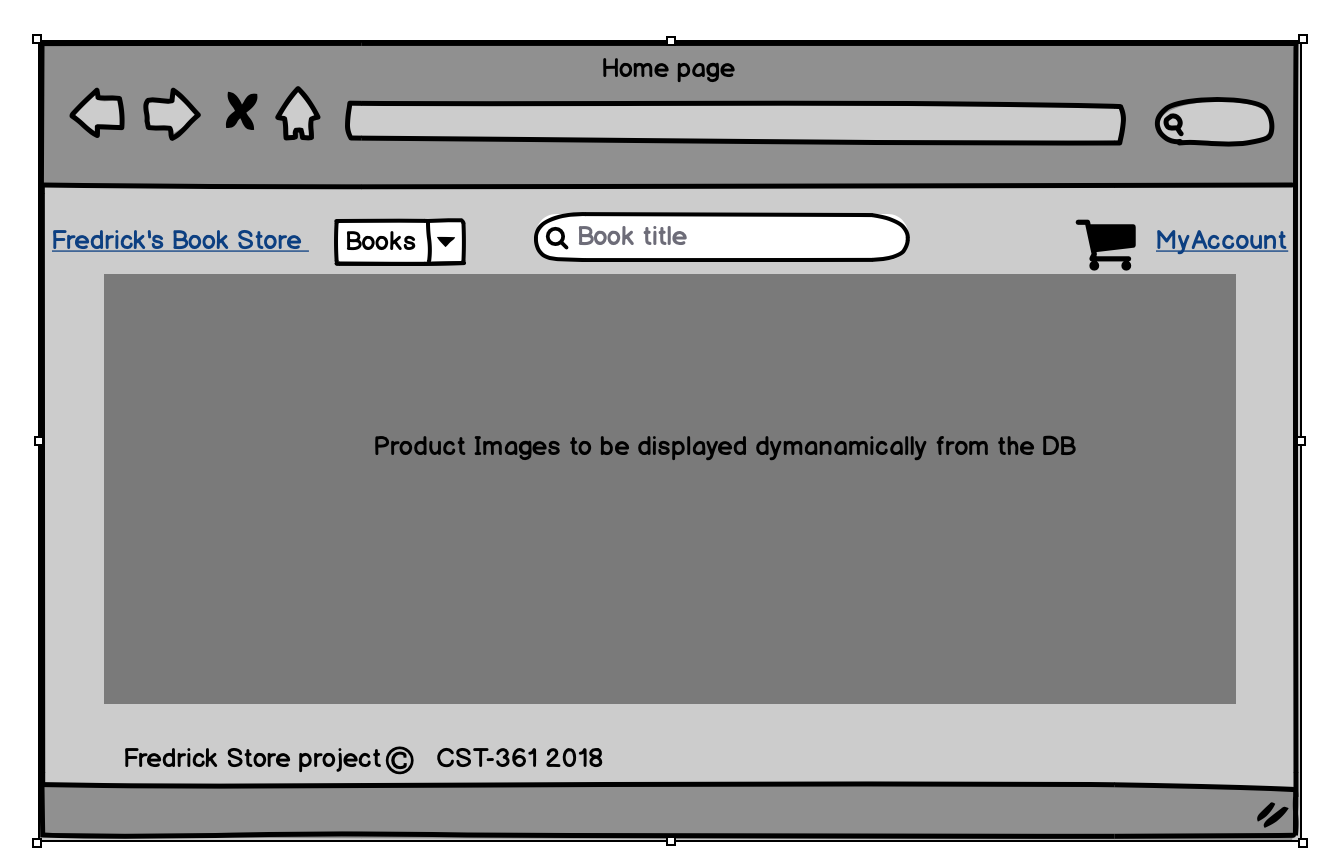 Home page
Fredrick's Book Store
Books
Book title
MyAccount
Product Images to be displayed dymanamically from the DB
Fredrick Store project © CST-361 2018